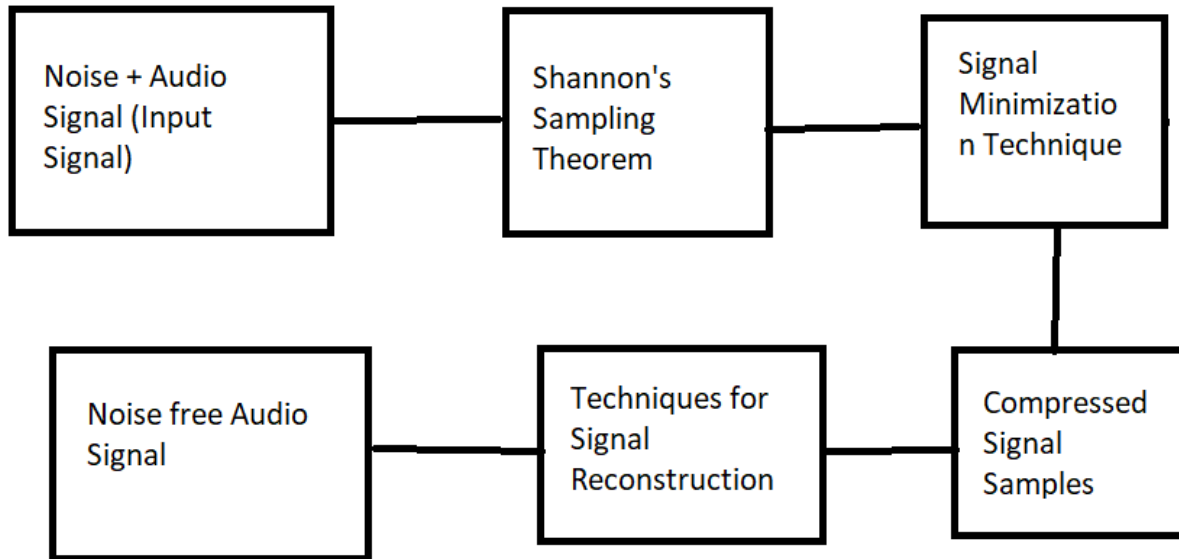 Noise + Audio
Signal (Input
Signal)
Shannon's
Sampling
Theorem
Signal
Minimizatio
n Technique
Noise free Audio
Signal
Techniques for
Signal
Reconstruction
Compressed
Signal
Samples